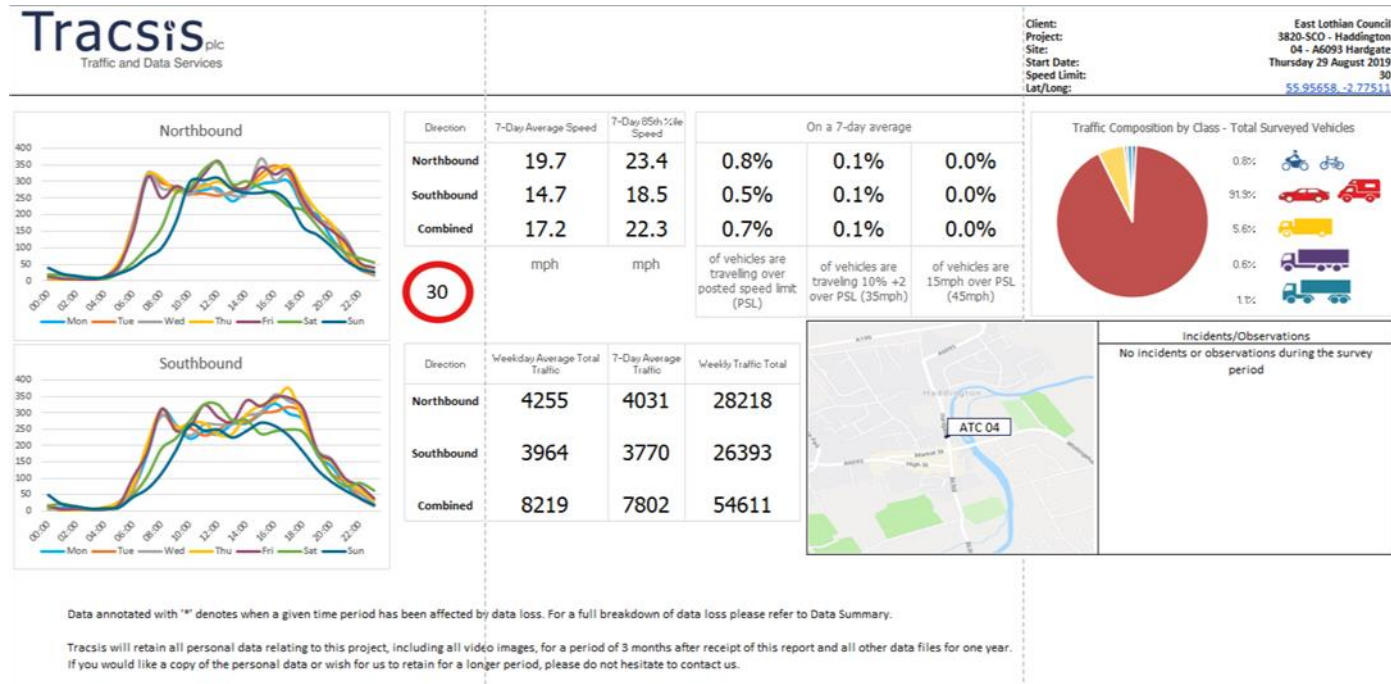 Tracsis plc
Traffic and Data Services
Client: East Lothian Council
Project: 3820-SCO - Haddington
Site: 04 - A6093 Hardgate
Start Date: Thursday 29 August 2019
Speed Limit: 30
Lat/Long: 55.95658, -2.77511
Northbound
400
350
300
250
200
150
100
50
0
00:00 02:00 04:00 06:00 08:00 10:00 12:00 14:00 16:00 18:00 20:00 22:00
Mon Tue Wed Thu Fri Sat Sun
Direction 7-Day Average Speed 7-Day 85th %ile Speed On a 7-day average
Northbound 19.7 23.4 0.8% 0.1% 0.0%
Southbound 14.7 18.5 0.5% 0.1% 0.0%
Combined 17.2 22.3 0.7% 0.1% 0.0%
30 mph mph
of vehicles are
travelling over
posted speed limit
(PSL)
of vehicles are
traveling 10% +2
over PSL (35mph)
of vehicles are
15mph over PSL
(45mph)
Traffic Composition by Class - Total Surveyed Vehicles
0.8%
91.9%
5.6%
0.6%
1.1%
Southbound
400
350
300
250
200
150
100
50
0
00:00 02:00 04:00 06:00 08:00 10:00 12:00 14:00 16:00 18:00 20:00 22:00
Mon Tue Wed Thu Fri Sat Sun
Direction Weekday Average Total Traffic 7-Day Average Traffic Weekly Traffic Total
Northbound 4255 4031 28218
Southbound 3964 3770 26393
Combined 8219 7802 54611
A199
Haddington
ATC 04
Market St
High St
Incidents/Observations
No incidents or observations during the survey
period
Data annotated with '*' denotes when a given time period has been affected by data loss. For a full breakdown of data loss please refer to Data Summary.
Tracsis will retain all personal data relating to this project, including all video images, for a period of 3 months after receipt of this report and all other data files for one year.
If you would like a copy of the personal data or wish for us to retain for a longer period, please do not hesitate to contact us.